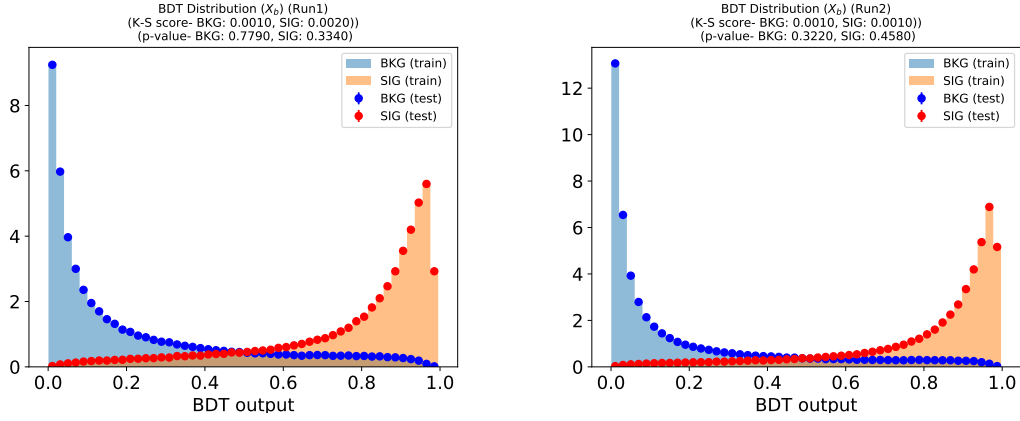 BDT Distribution (X_b) (Run1)
(K-S score- BKG: 0.0010, SIG: 0.0020))
(p-value- BKG: 0.7790, SIG: 0.3340)
BKG (train)
SIG (train)
BKG (test)
SIG (test)
8
6
4
2
0
0.0 0.2 0.4 0.6 0.8 1.0
BDT output
BDT Distribution (X_b) (Run2)
(K-S score- BKG: 0.0010, SIG: 0.0010))
(p-value- BKG: 0.3220, SIG: 0.4580)
BKG (train)
SIG (train)
BKG (test)
SIG (test)
12
10
8
6
4
2
0
0.0 0.2 0.4 0.6 0.8 1.0
BDT output